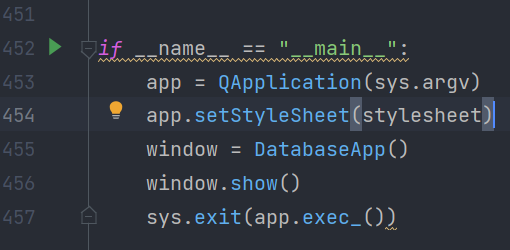 451
452 if __name__ == "__main__":
453 app = QApplication(sys.argv)
454 app.setStyleSheet(stylesheet)
455 window = DatabaseApp()
456 window.show()
457 sys.exit(app.exec_())